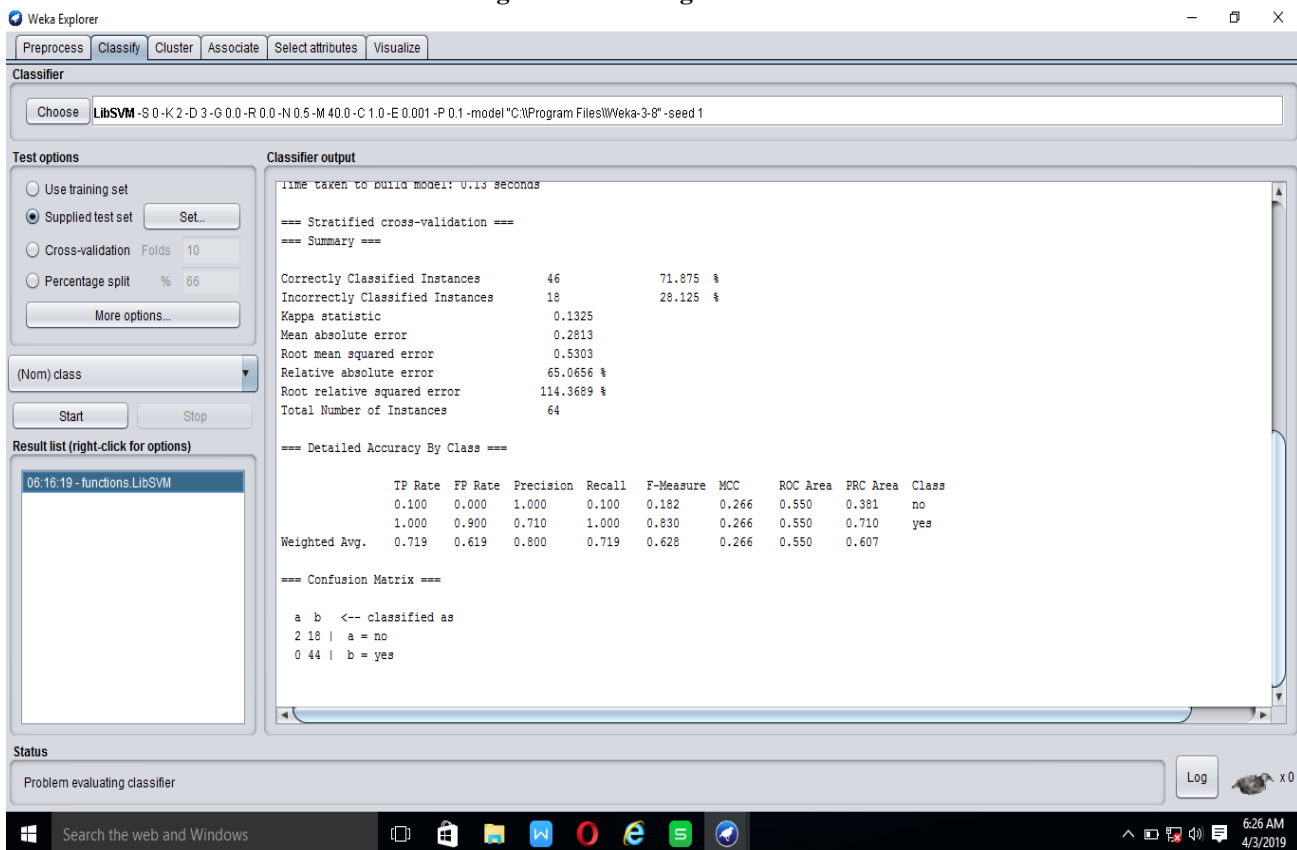 Weka Explorer
Preprocess Classify Cluster Associate Select attributes Visualize
Classifier
Choose LibSVM -S 0 -K 2 -D 3 -G 0.0 -R 0.0 -N 0.5 -M 40.0 -C 1.0 -E 0.001 -P 0.1 -model "C:\\Program Files\\Weka-3-8" -seed 1
Test options
Use training set
Supplied test set Set...
Cross-validation Folds 10
Percentage split % 66
More options...
(Nom) class
Start Stop
Result list (right-click for options)
06:16:19 - functions.LibSVM
Classifier output
Time taken to build model: 0.13 seconds
=== Stratified cross-validation ===
=== Summary ===
Correctly Classified Instances 46 71.875 %
Incorrectly Classified Instances 18 28.125 %
Kappa statistic 0.1325
Mean absolute error 0.2813
Root mean squared error 0.5303
Relative absolute error 65.0656 %
Root relative squared error 114.3689 %
Total Number of Instances 64
=== Detailed Accuracy By Class ===
TP Rate FP Rate Precision Recall F-Measure MCC ROC Area PRC Area Class
0.100 0.000 1.000 0.100 0.182 0.266 0.550 0.381 no
1.000 0.900 0.710 1.000 0.830 0.266 0.550 0.710 yes
Weighted Avg. 0.719 0.619 0.800 0.719 0.628 0.266 0.550 0.607
=== Confusion Matrix ===
a b <-- classified as
2 18 | a = no
0 44 | b = yes
Status
Problem evaluating classifier
Log x 0
Search the web and Windows
6:26 AM
4/3/2019